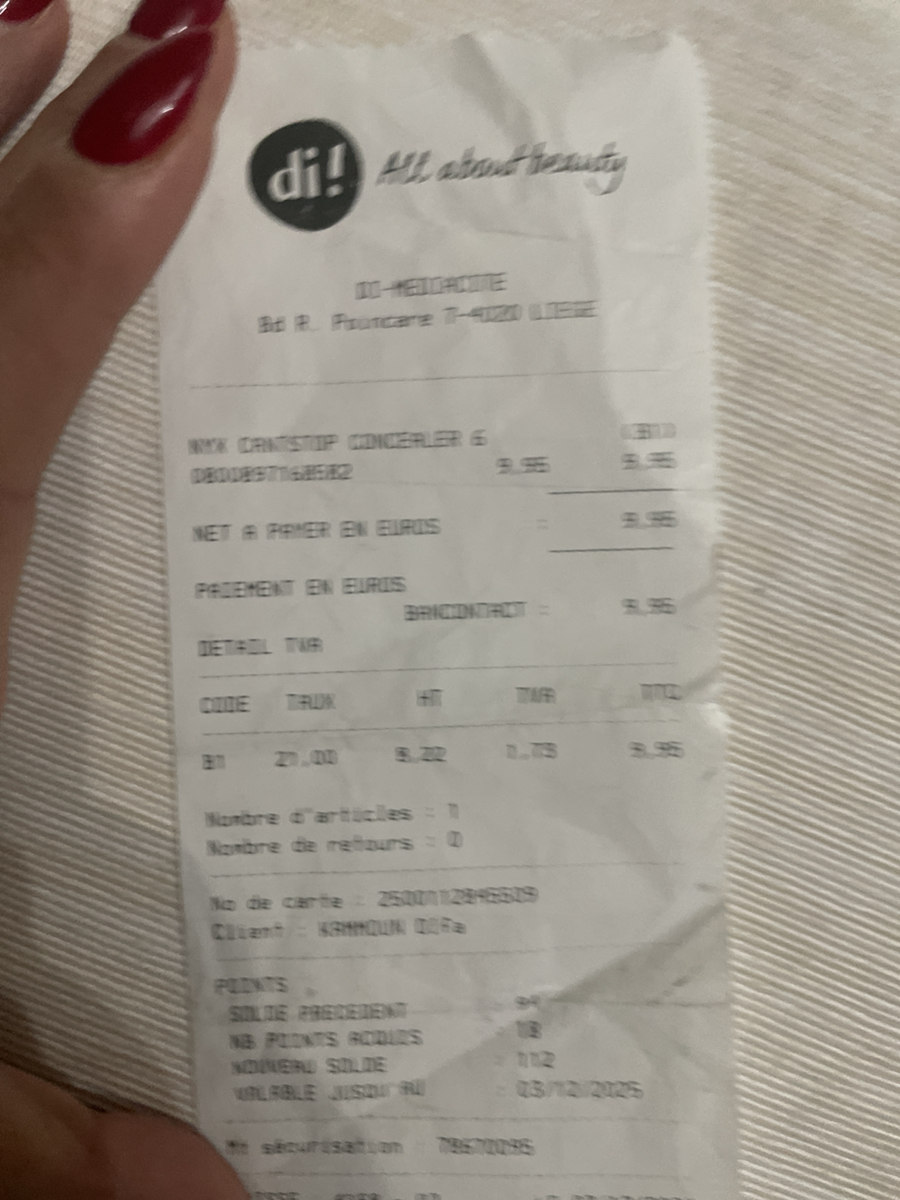 di! All about beauty
DI-MEDIACITE
Bd R. Poincare 7-4020 LIEGE
NYX CANTSTOP CONCEALER 6 (B1)
9.95 9.95
NET A PAYER EN EUROS : 9.95
PAIEMENT EN EUROS
BANCONTACT : 9.95
DETAIL TVA
CODE TAUX HT TVA TTC
B1 21.00 8.22 1.73 9.95
Nombre d'articles : 1
Nombre de retours : 0
No de carte :
Client : KAMMOUN
POINTS
SOLDE PRECEDENT : 94
NB POINTS ACQUIS : 18
NOUVEAU SOLDE : 112
VALABLE JUSQU'AU : 03/12/2025
sécurisation :